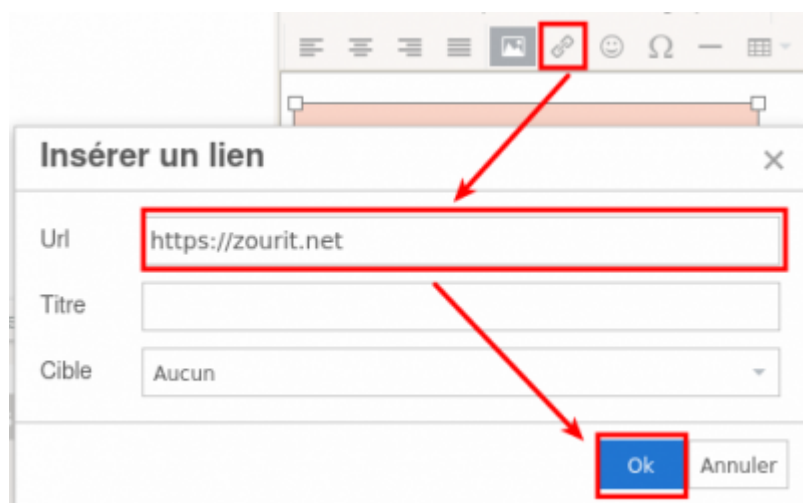 Ω
Insérer un lien
Url https://zourit.net
Titre
Cible Aucun
Ok Annuler